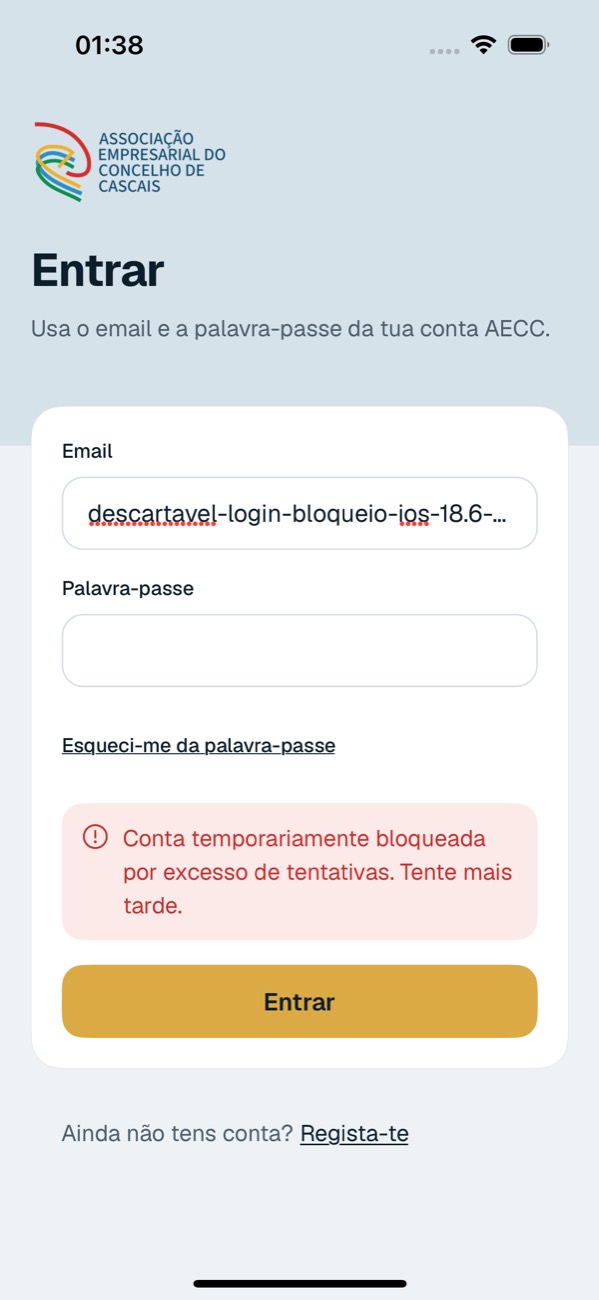 01:38
ASSOCIAÇÃO
EMPRESARIAL DO
CONCELHO DE
CASCAIS
Entrar
Usa o email e a palavra-passe da tua conta AECC.
Email
descartavel-login-bloqueio-ios-18.6-...
Palavra-passe
Esqueci-me da palavra-passe
Conta temporariamente bloqueada
por excesso de tentativas. Tente mais
tarde.
Entrar
Ainda não tens conta? Regista-te